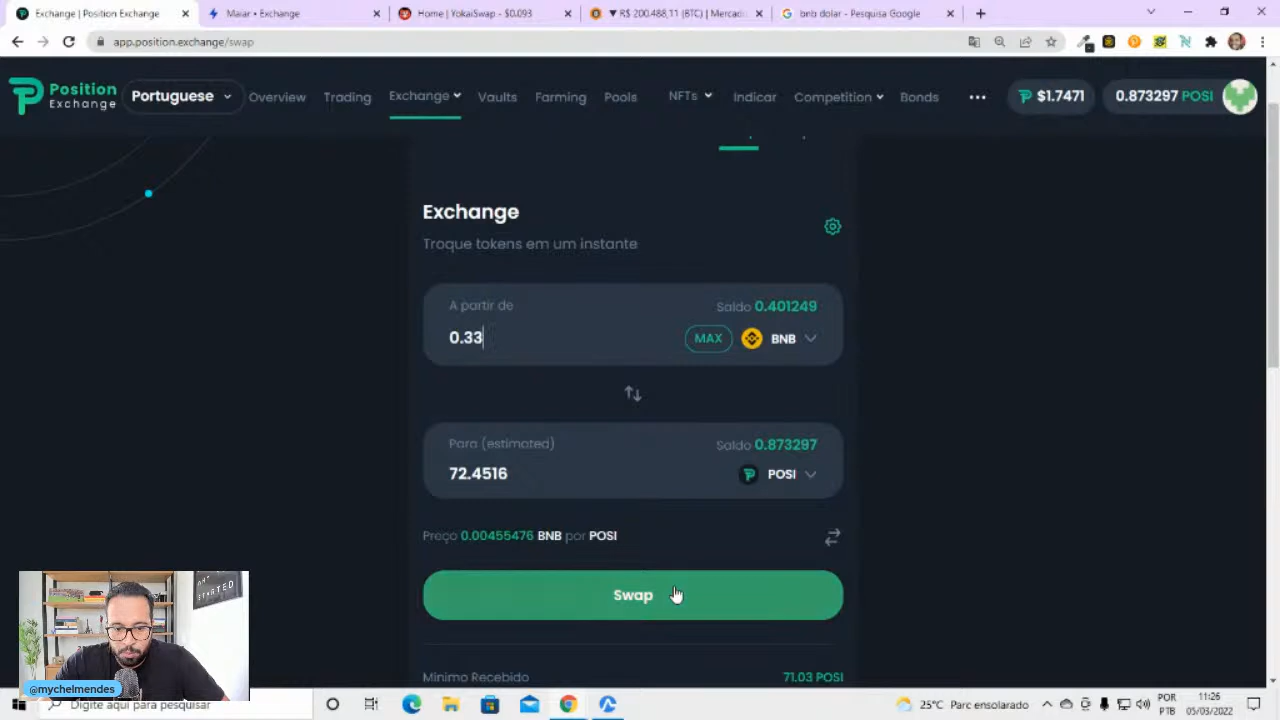 Position Exchange | Position Exchange
Maiar • Exchange
Home | YokaiSwap - $0.093
▼ R$ 200.488,11 (BTC) | Mercado
bnb dolar - Pesquisa Google
app.position.exchange/swap
Position
Exchange
Portuguese
Overview
Trading
Exchange
Vaults
Farming
Pools
NFTs
Indicar
Competition
Bonds
$1.7471
0.873297 POSI
Exchange
Troque tokens em um instante
A partir de
Saldo 0.401249
0.33
MAX
BNB
Para (estimated)
Saldo 0.873297
72.4516
POSI
Preço 0.00455476 BNB por POSI
Swap
Minimo Recebido
71.03 POSI
STARTED
@mychelmendes
Digite aqui para pesquisar
25°C Parc ensolarado
POR
PTB
11:26
05/03/2022